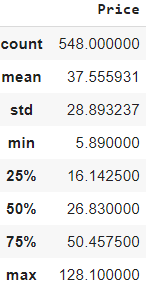 Price
count 548.000000
mean 37.555931
std 28.893237
min 5.890000
25% 16.142500
50% 26.830000
75% 50.457500
max 128.100000